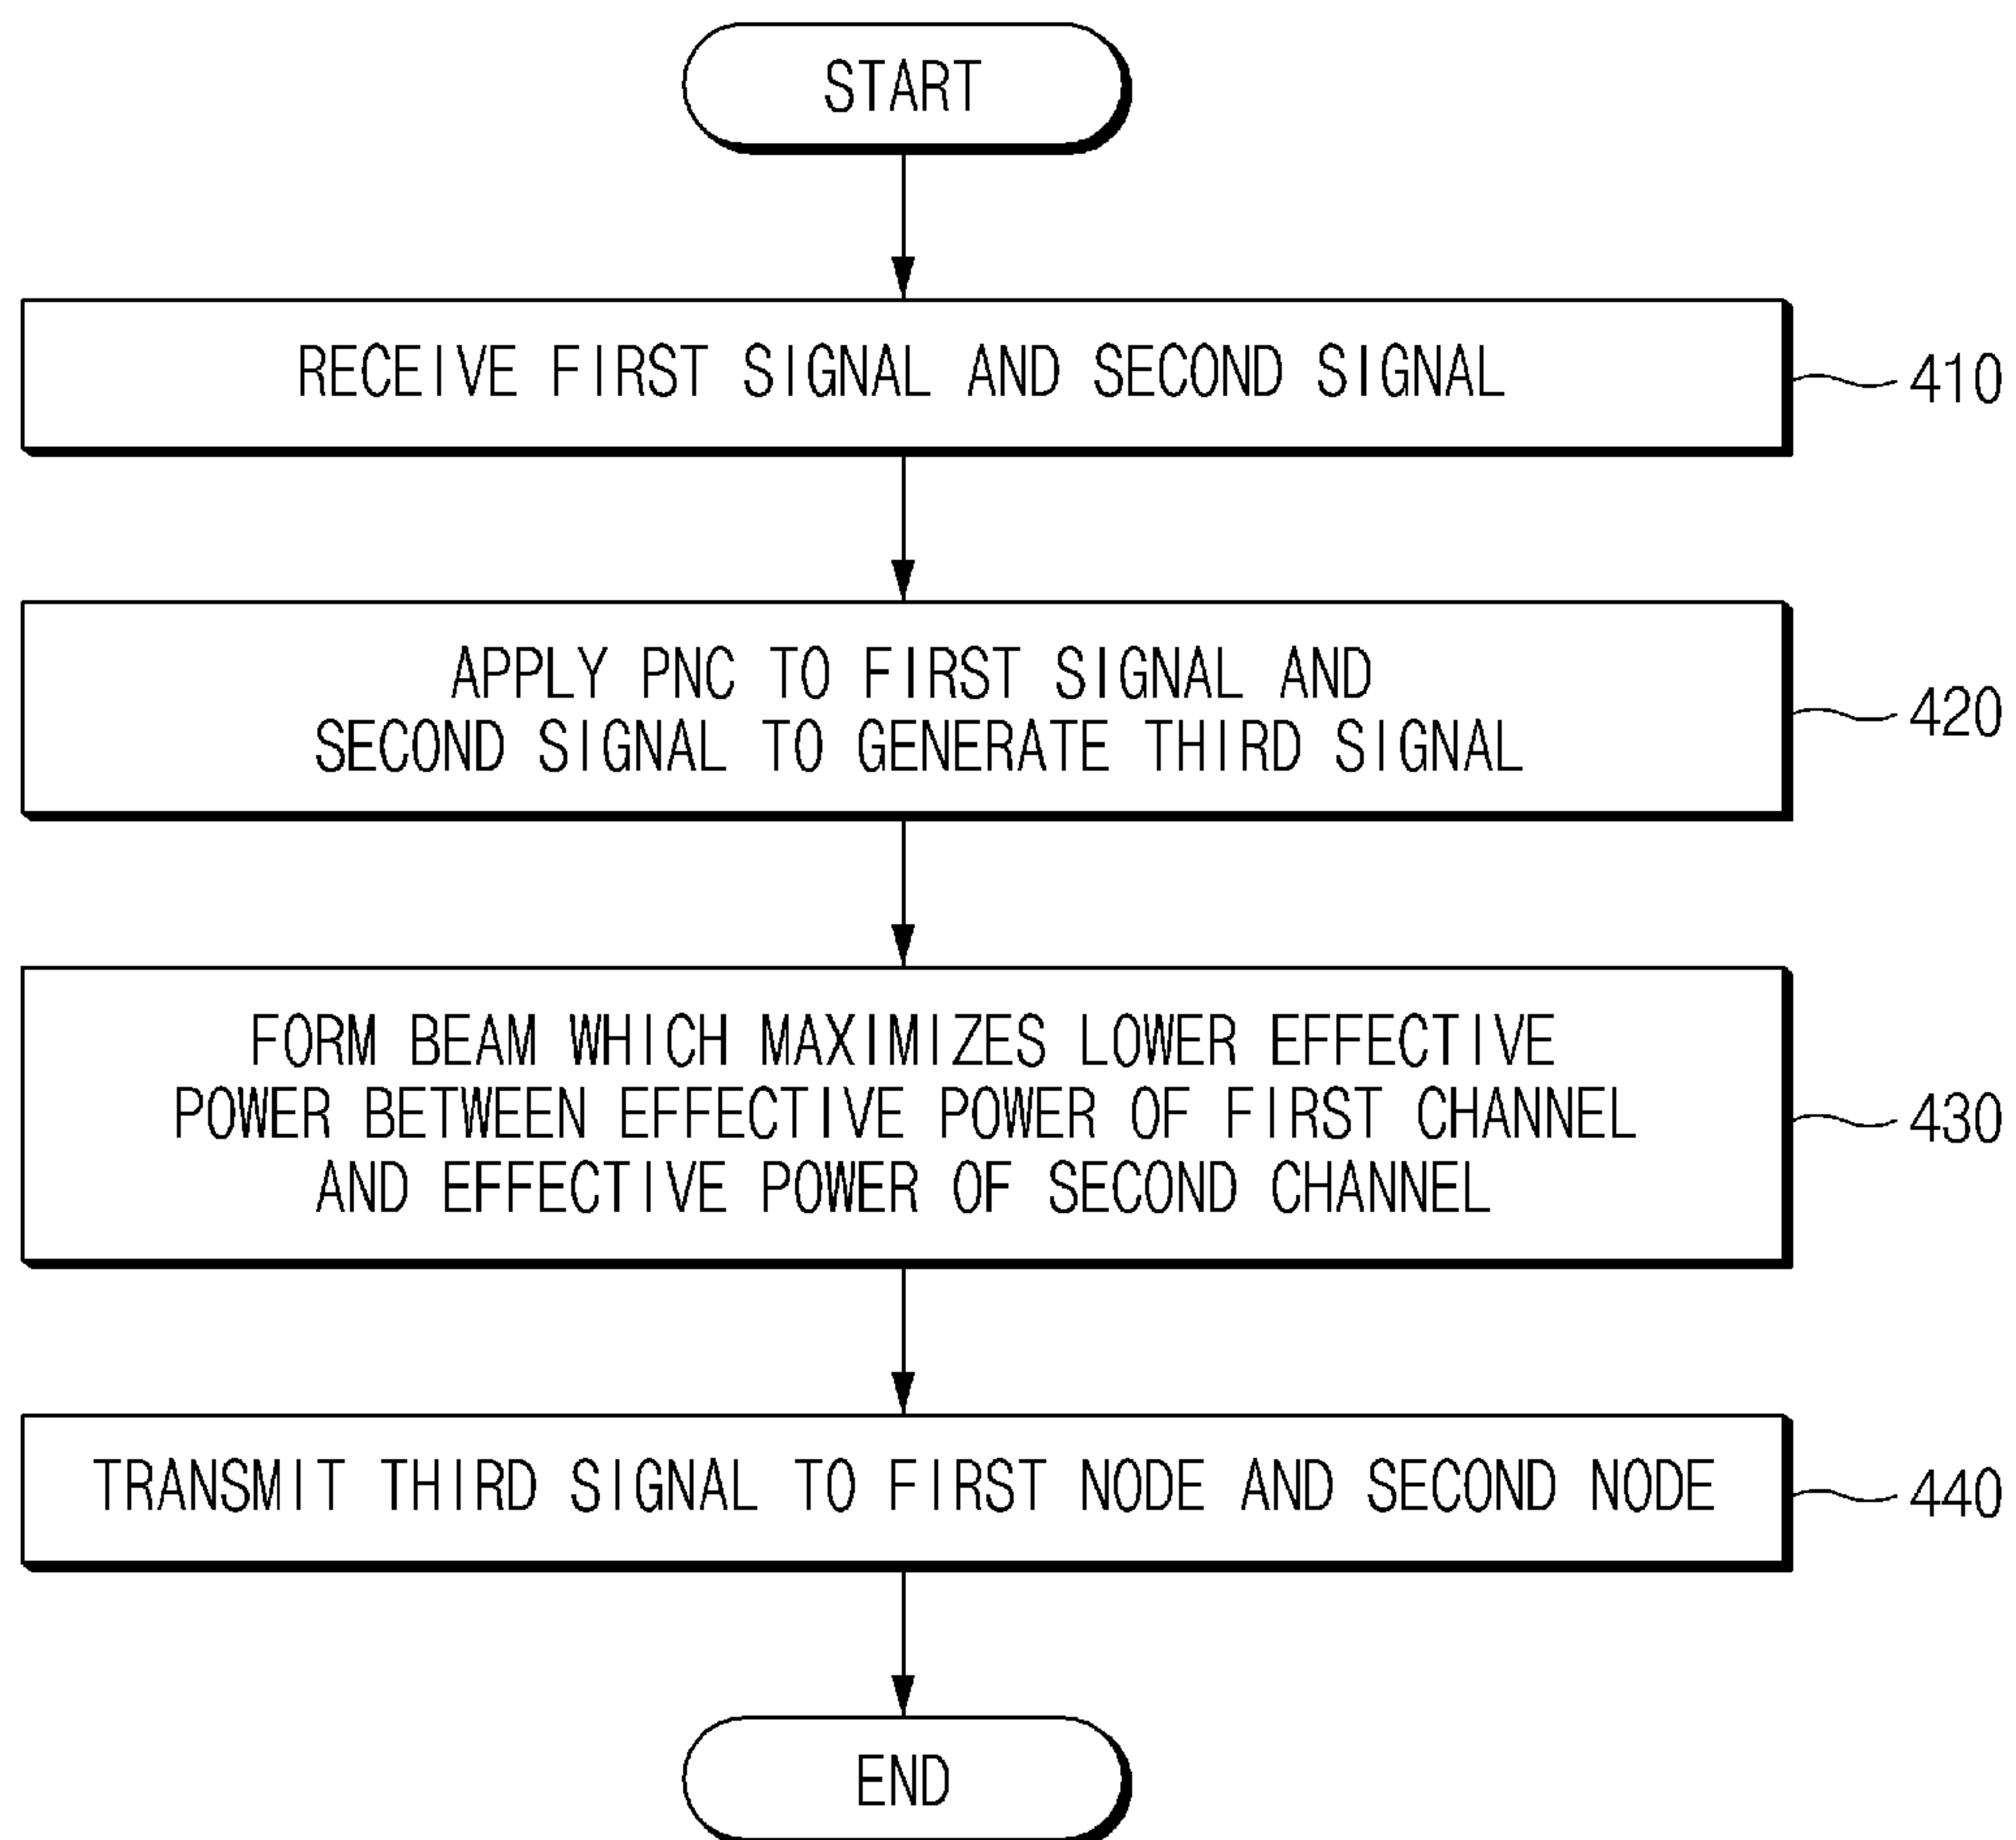 START
RECEIVE FIRST SIGNAL AND SECOND SIGNAL
410
APPLY PNC TO FIRST SIGNAL AND
SECOND SIGNAL TO GENERATE THIRD SIGNAL
420
FORM BEAM WHICH MAXIMIZES LOWER EFFECTIVE
POWER BETWEEN EFFECTIVE POWER OF FIRST CHANNEL
AND EFFECTIVE POWER OF SECOND CHANNEL
430
TRANSMIT THIRD SIGNAL TO FIRST NODE AND SECOND NODE
440
END